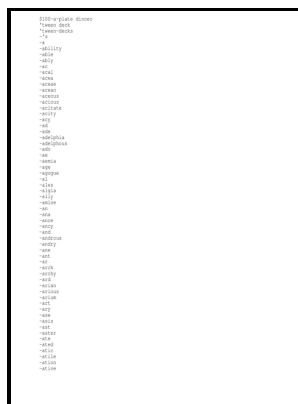 $100-a-plate dinner
'tween deck
'tween-decks
-'s
-a
-ability
-able
-ably
-ac
-acal
-acea
-aceae
-acean
-aceous
-acious
-acitate
-acity
-acy
-ad
-ade
-adelphia
-adelphous
-ado
-ae
-aemia
-age
-agogue
-al
-ales
-algia
-ally
-amine
-an
-ana
-ance
-ancy
-and
-androus
-andry
-ane
-ant
-ar
-arch
-archy
-ard
-arian
-arious
-arium
-art
-ary
-ase
-asis
-ast
-aster
-ate
-ated
-atic
-atile
-ation
-ative